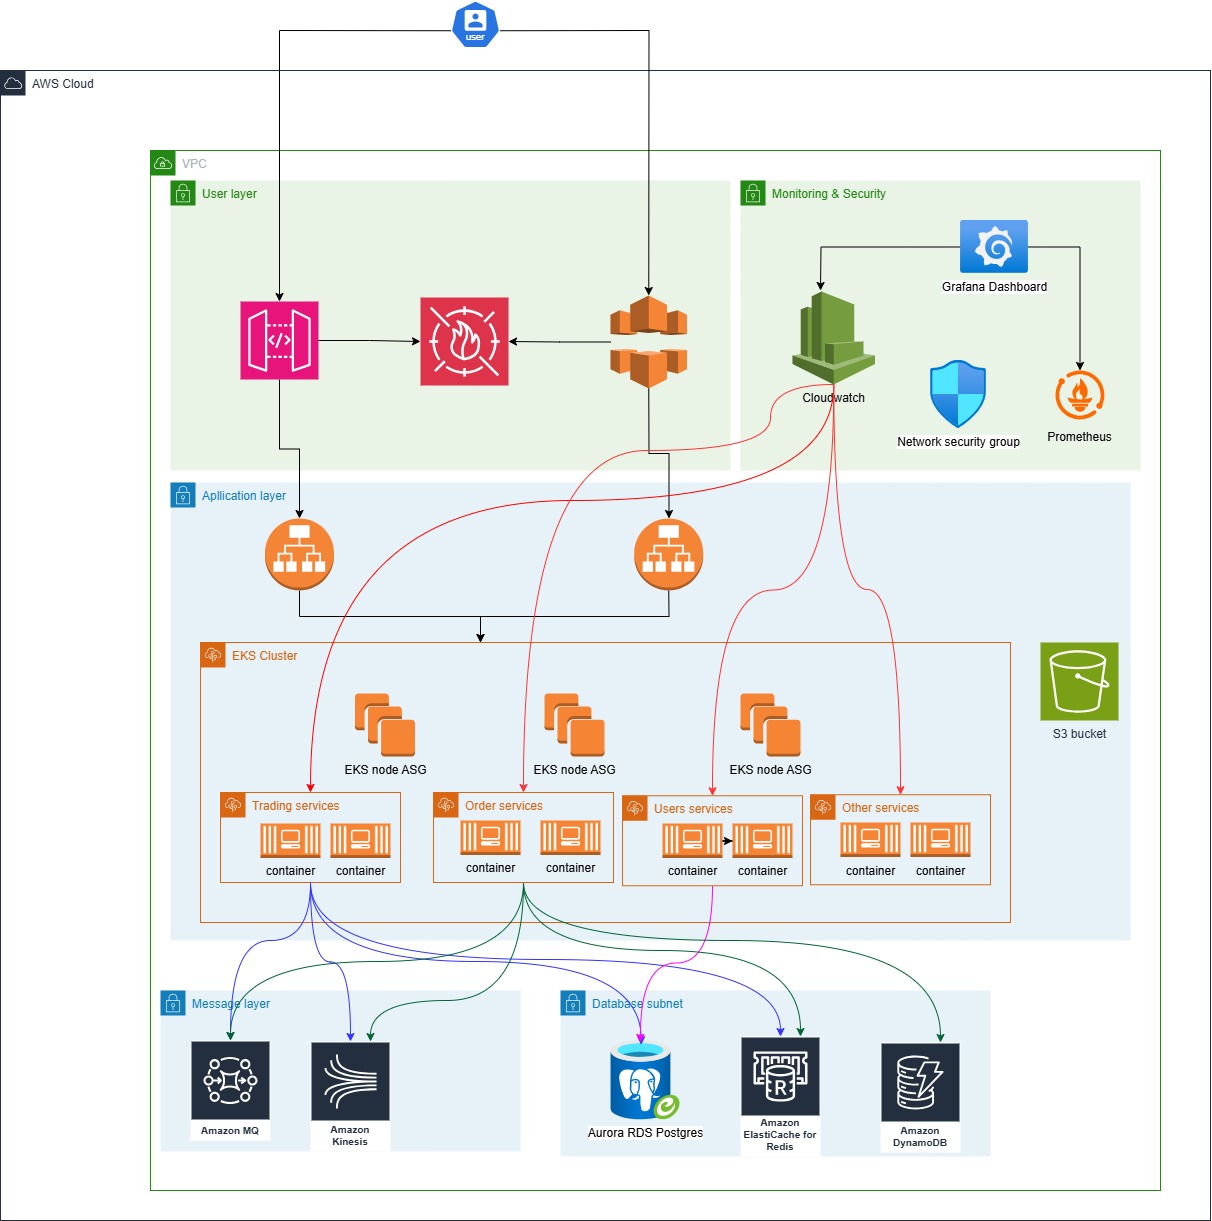 user
AWS Cloud
VPC
User layer
Monitoring & Security
Grafana Dashboard
Cloudwatch
Network security group
Prometheus
Apllication layer
EKS Cluster
S3 bucket
EKS node ASG
EKS node ASG
EKS node ASG
Trading services
container
container
Order services
container
container
Users services
container
container
Other services
container
container
Message layer
Amazon MQ
Amazon
Kinesis
Database subnet
Aurora RDS Postgres
R
Amazon
ElastiCache for
Redis
Amazon
DynamoDB